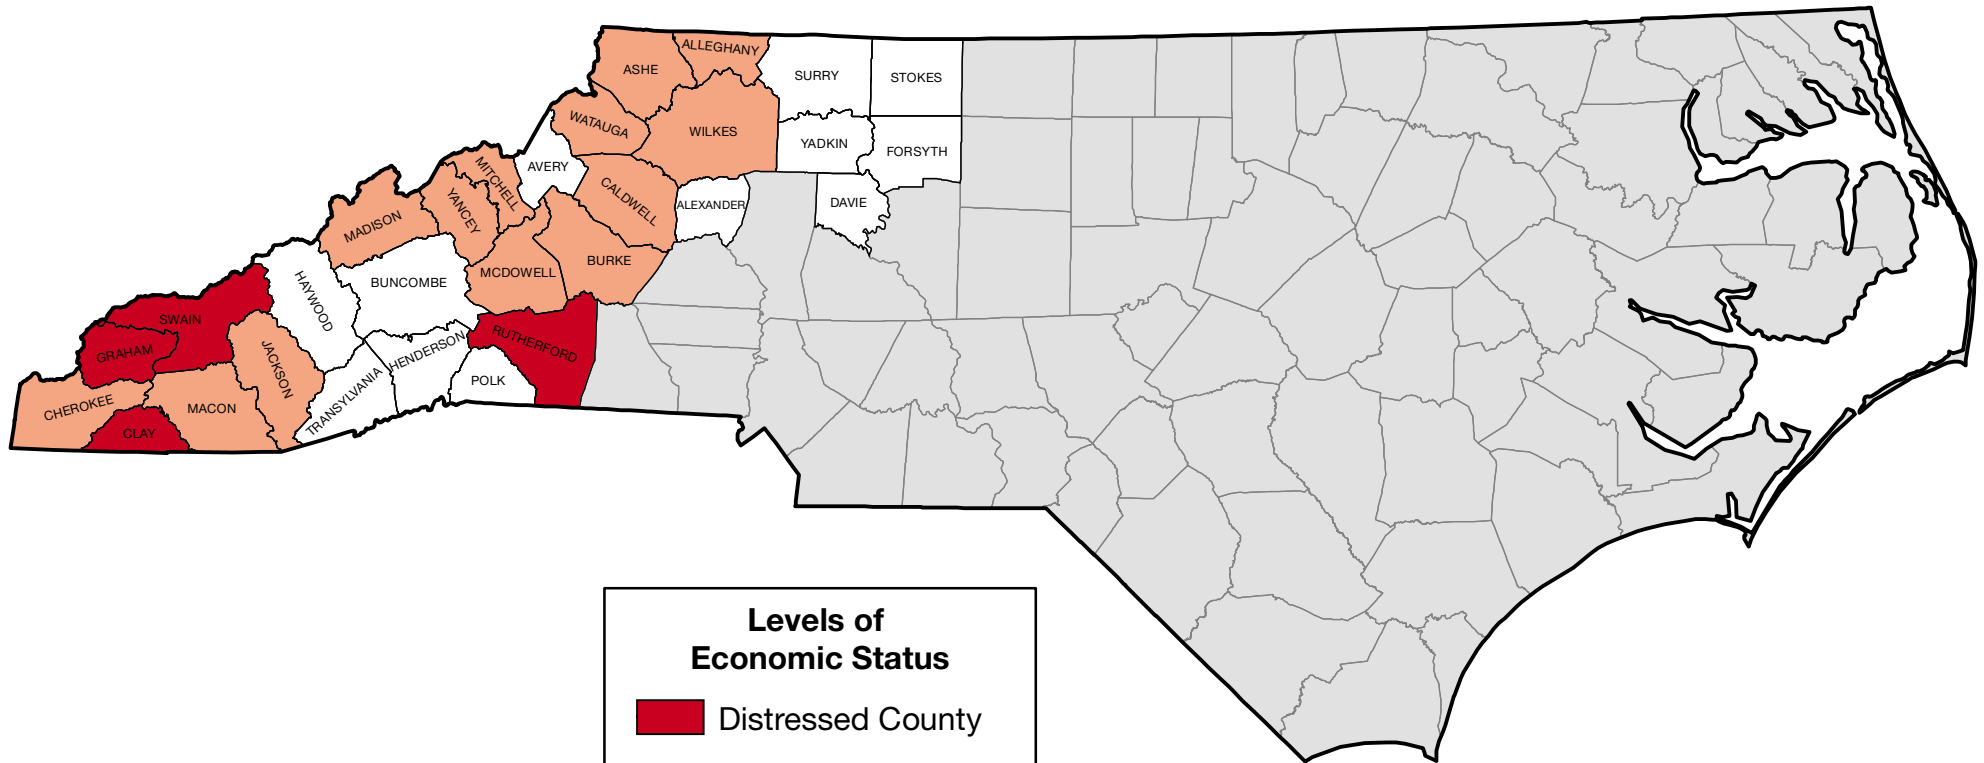 ALLEGHANY
ASHE
SURRY
STOKES
WATAUGA
WILKES
YADKIN
FORSYTH
AVERY
MITCHELL
CALDWELL
ALEXANDER
DAVIE
YANCEY
MADISON
BURKE
MCDOWELL
BUNCOMBE
HAYWOOD
SWAIN
RUTHERFORD
GRAHAM
JACKSON
HENDERSON
POLK
TRANSYLVANIA
CHEROKEE
MACON
CLAY
Levels of
Economic Status
Distressed County